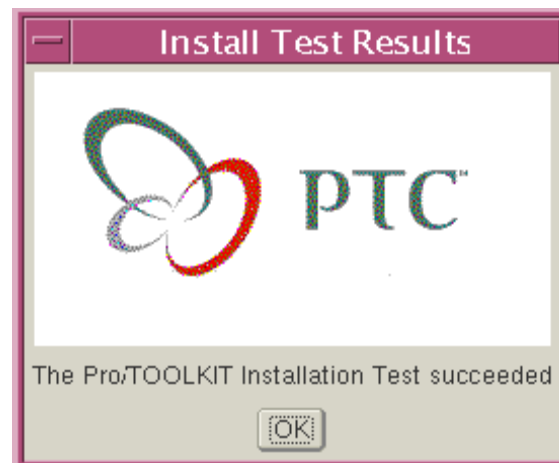 Install Test Results
PTC™
The Pro/TOOLKIT Installation Test succeeded
OK